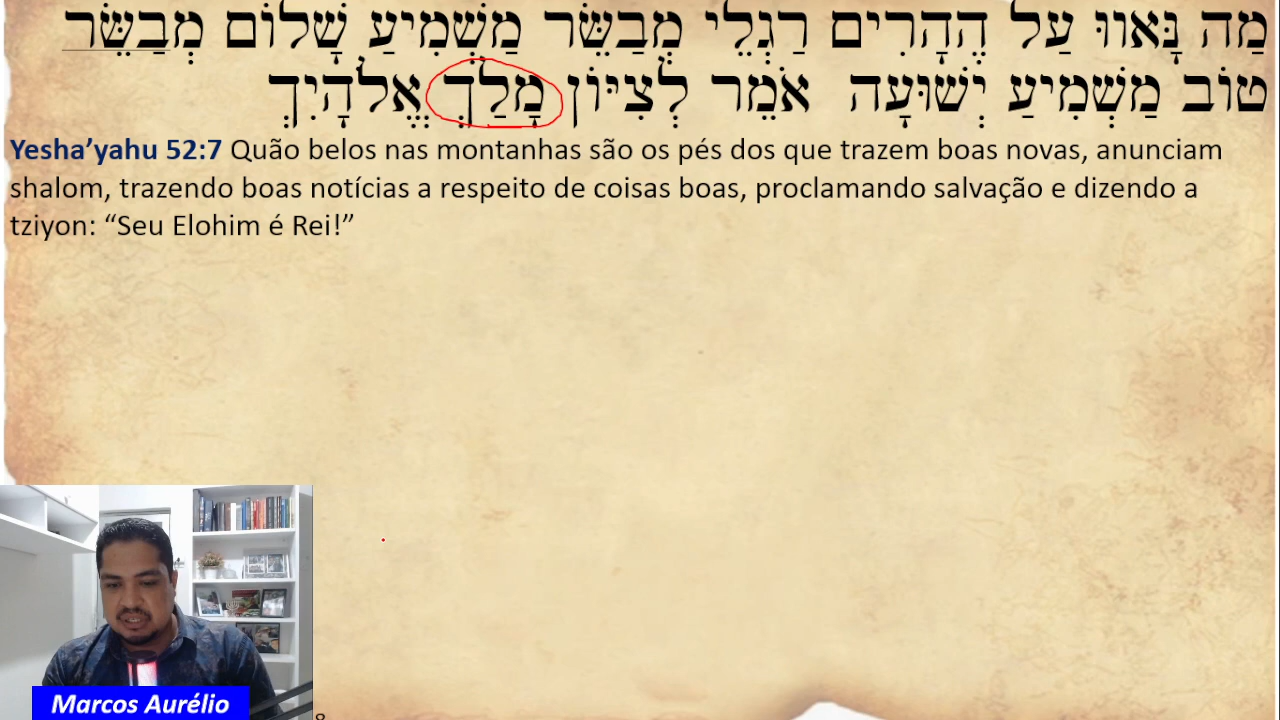 מַה נָּאווּ עַל הֶהָרִים רַגְלֵי מְבַשֵּׂר מַשְׁמִיעַ שָׁלוֹם מְבַשֵּׂר
טוֹב מַשְׁמִיעַ יְשׁוּעָה אֹמֵר לְצִיּוֹן מָלַךְ אֱלֹהָיִךְ
Yesha’yahu 52:7 Quão belos nas montanhas são os pés dos que trazem boas novas, anunciam
shalom, trazendo boas notícias a respeito de coisas boas, proclamando salvação e dizendo a
tziyon: “Seu Elohim é Rei!”
Marcos Aurélio